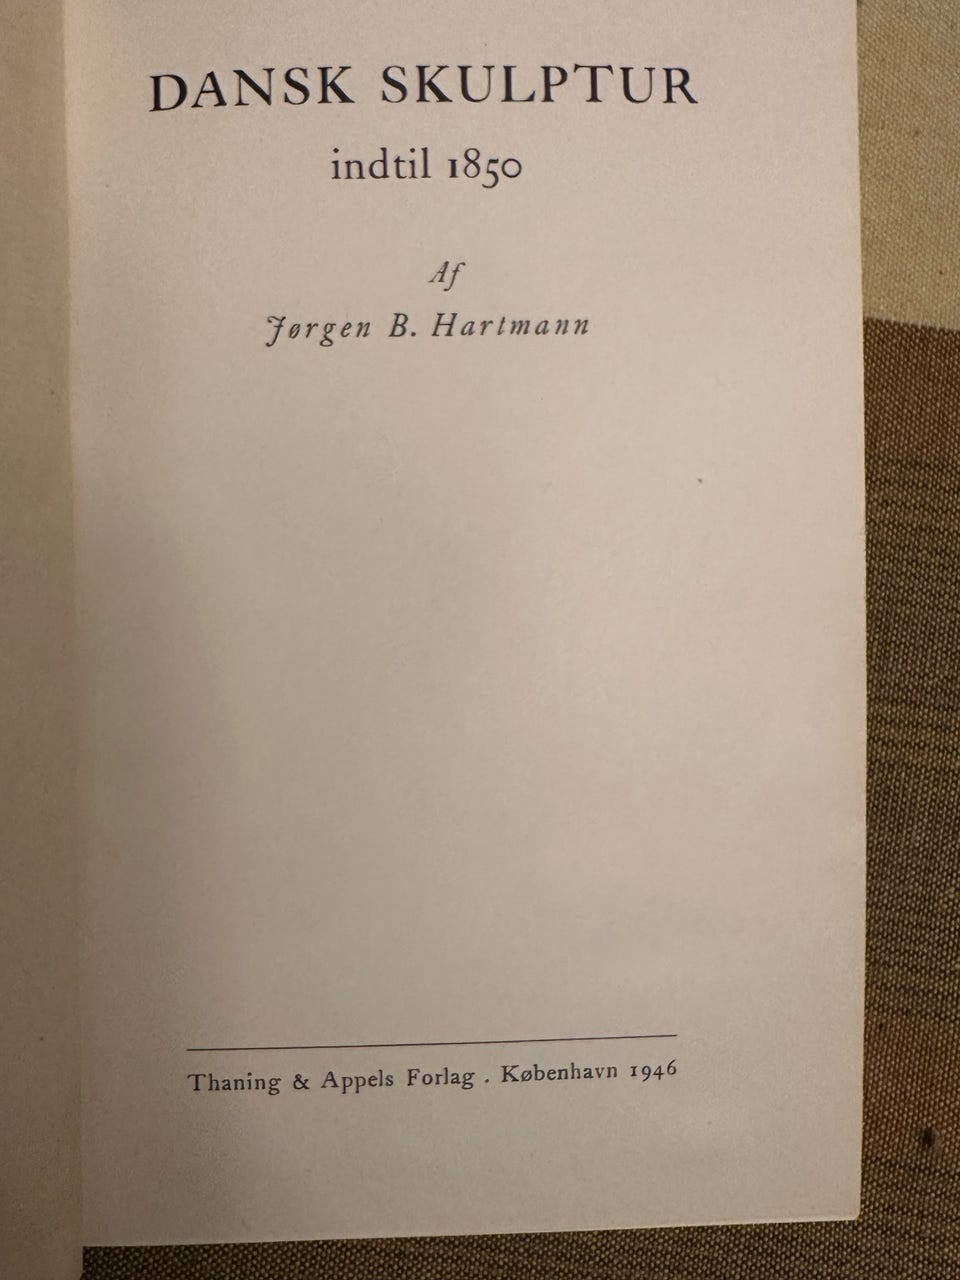 DANSK SKULPTUR
indtil 1850
Af
Jørgen B. Hartmann
Thaning & Appels Forlag . København 1946